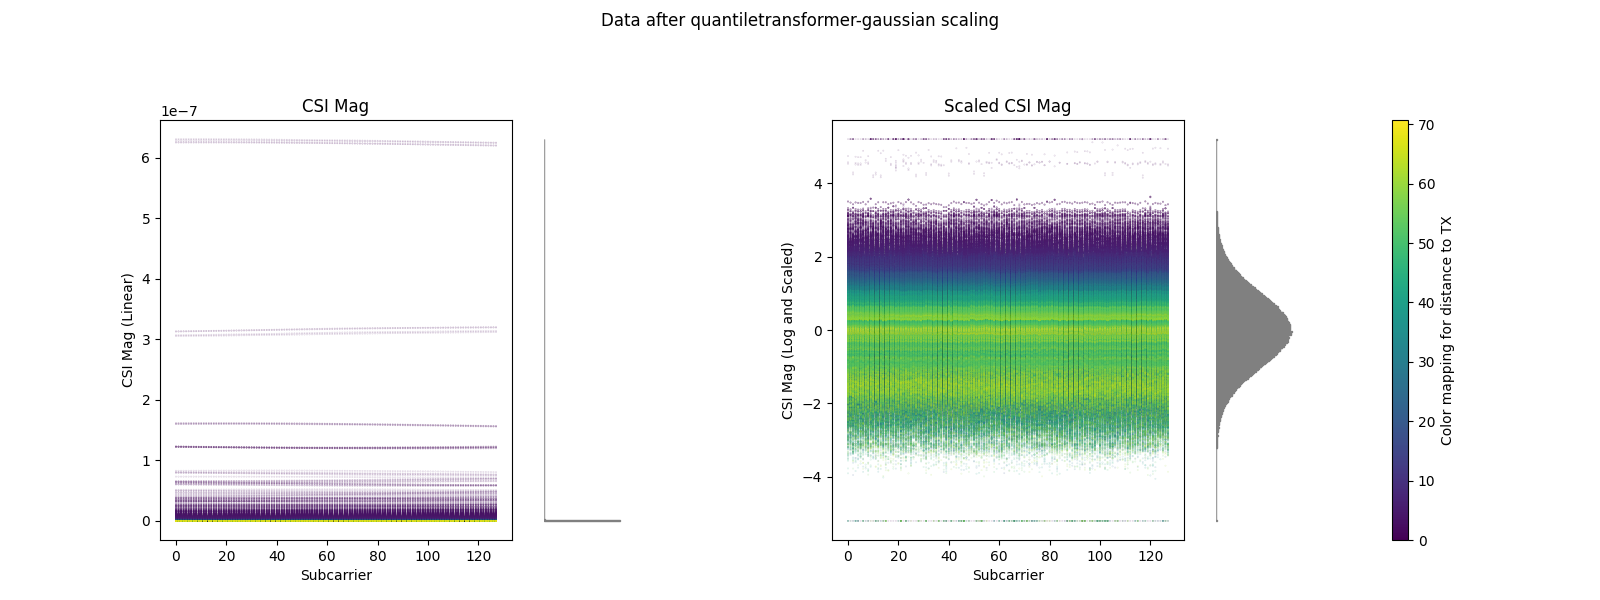 Data after quantiletransformer-gaussian scaling
CSI Mag
1e−7
6
5
4
3
2
1
0
CSI Mag (Linear)
0 20 40 60 80 100 120
Subcarrier
Scaled CSI Mag
4
2
0
−2
−4
CSI Mag (Log and Scaled)
0 20 40 60 80 100 120
Subcarrier
70
60
50
40
30
20
10
0
Color mapping for distance to TX